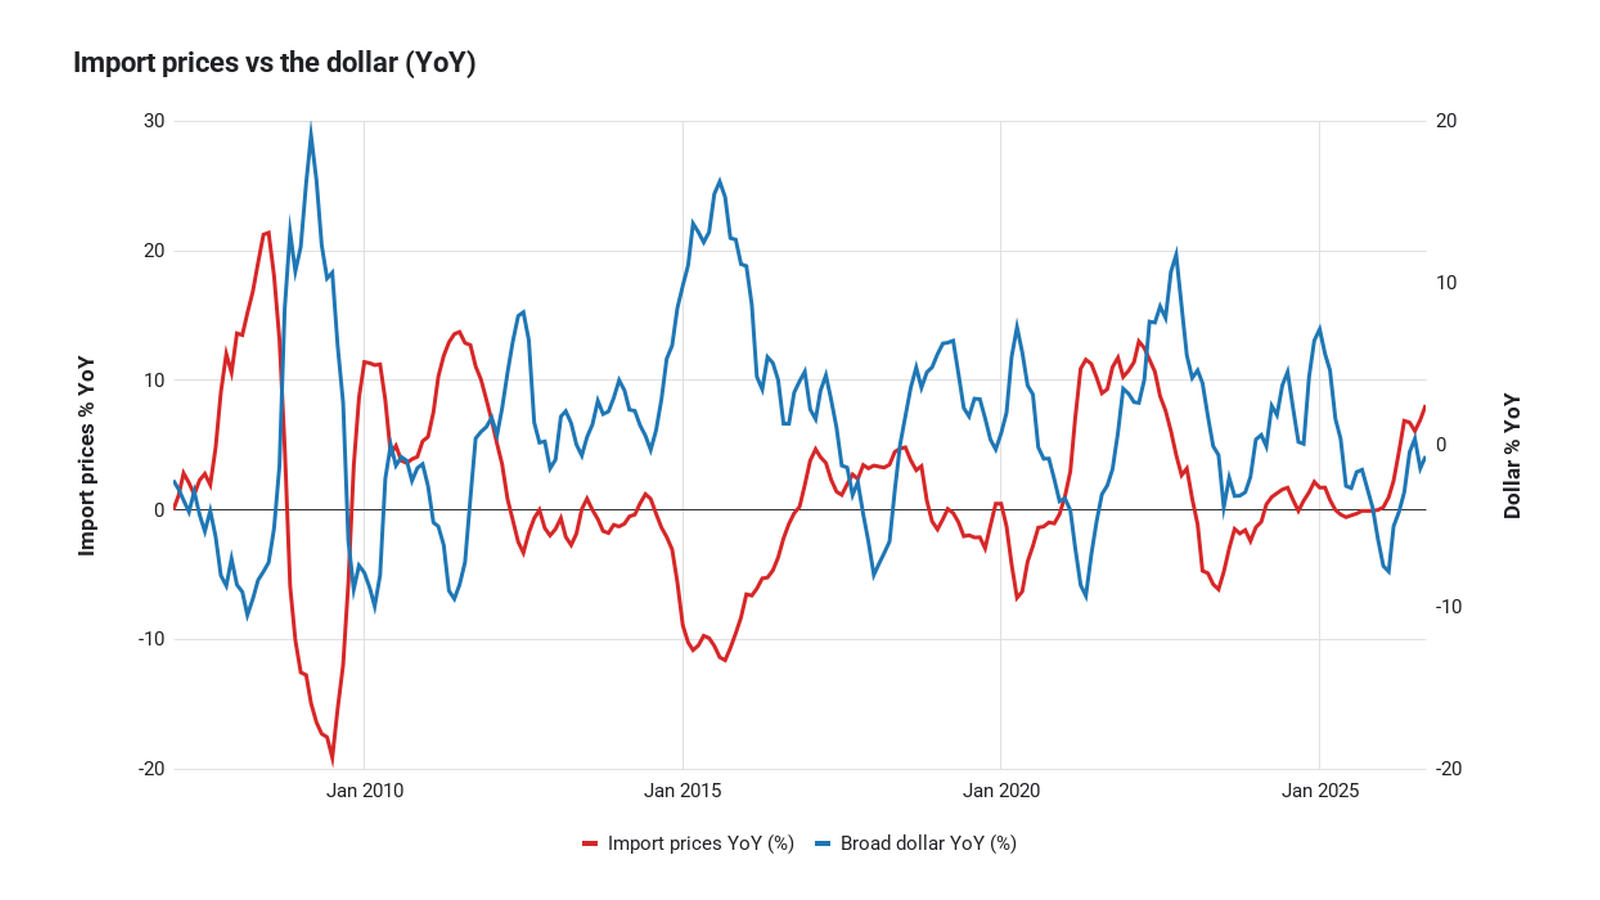 Import prices vs the dollar (YoY)
30
20
10
0
-10
-20
Import prices % YoY
20
10
0
-10
-20
Dollar % YoY
Jan 2010
Jan 2015
Jan 2020
Jan 2025
Import prices YoY (%)
Broad dollar YoY (%)